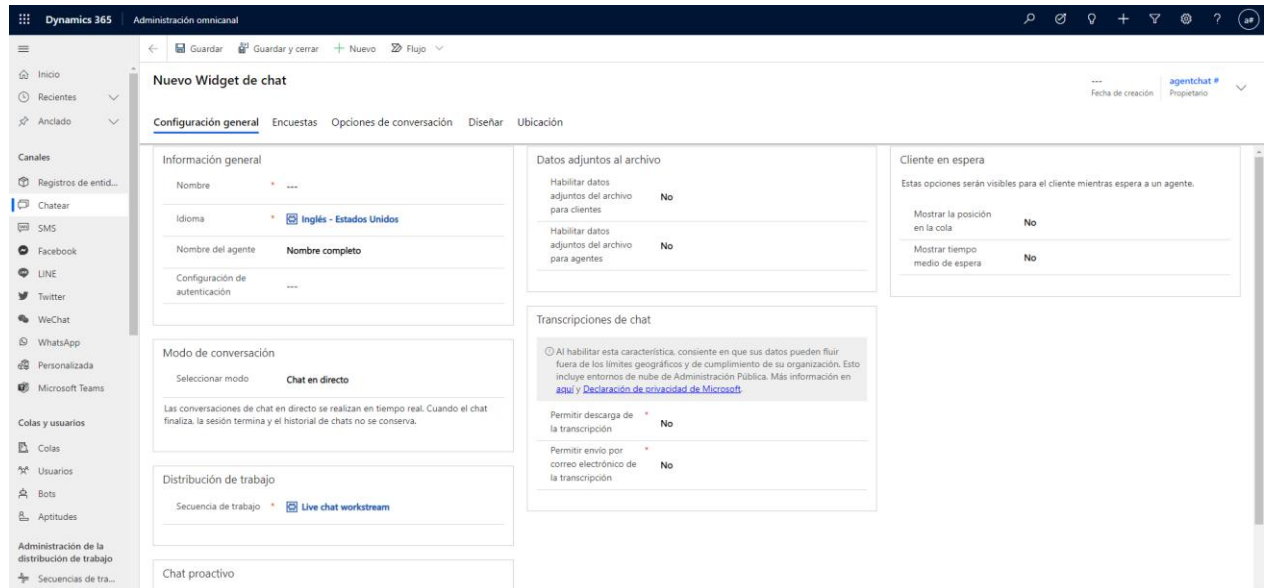 Dynamics 365
Administración omnicanal
a#
Guardar
Guardar y cerrar
Nuevo
Flujo
Inicio
Recientes
Anclado
Canales
Registros de entid...
Chatear
SMS
Facebook
LINE
Twitter
WeChat
WhatsApp
Personalizada
Microsoft Teams
Colas y usuarios
Colas
Usuarios
Bots
Aptitudes
Administración de la
distribución de trabajo
Secuencias de tra...
Nuevo Widget de chat
---
Fecha de creación
agentchat #
Propietario
Configuración general
Encuestas
Opciones de conversación
Diseñar
Ubicación
Información general
Nombre * ---
Idioma * Inglés - Estados Unidos
Nombre del agente Nombre completo
Configuración de
autenticación ---
Modo de conversación
Seleccionar modo Chat en directo
Las conversaciones de chat en directo se realizan en tiempo real. Cuando el chat
finaliza, la sesión termina y el historial de chats no se conserva.
Distribución de trabajo
Secuencia de trabajo * Live chat workstream
Chat proactivo
Datos adjuntos al archivo
Habilitar datos
adjuntos del archivo No
para clientes
Habilitar datos
adjuntos del archivo No
para agentes
Transcripciones de chat
Al habilitar esta característica, consiente en que sus datos pueden fluir
fuera de los límites geográficos y de cumplimiento de su organización. Esto
incluye entornos de nube de Administración Pública. Más información en
aquí y Declaración de privacidad de Microsoft.
Permitir descarga de *
la transcripción No
Permitir envío por *
correo electrónico de No
la transcripción
Cliente en espera
Estas opciones serán visibles para el cliente mientras espera a un agente.
Mostrar la posición
en la cola No
Mostrar tiempo
medio de espera No